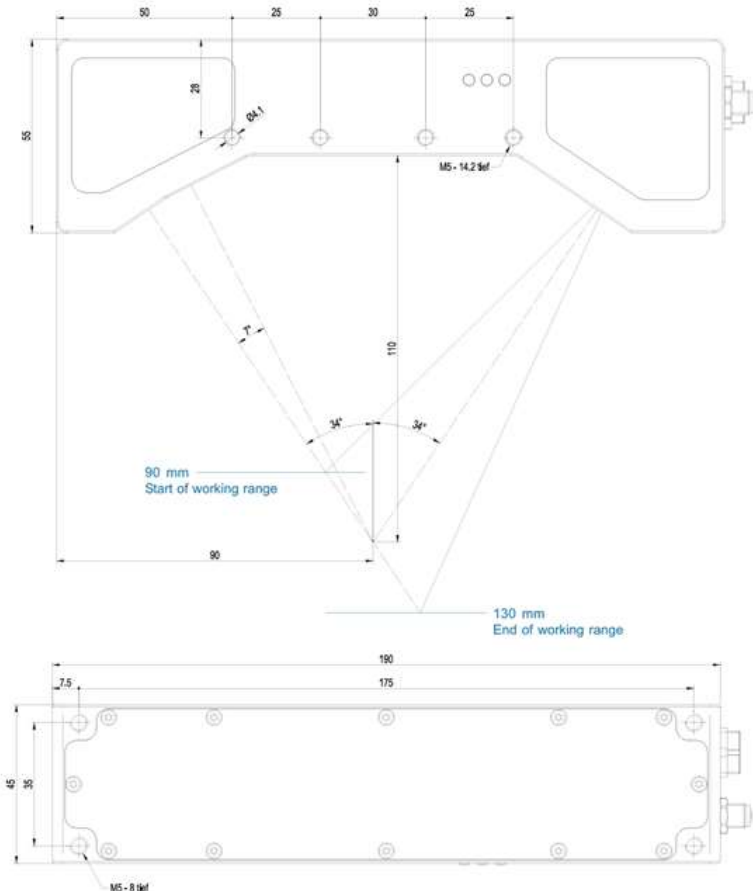 50 25 30 25
28
55
Ø4.1
M5 - 14.2 tief
7°
110
34° 34°
90 mm
Start of working range
90
130 mm
End of working range
190
7.5 175
45 35
M5 - 8 tief